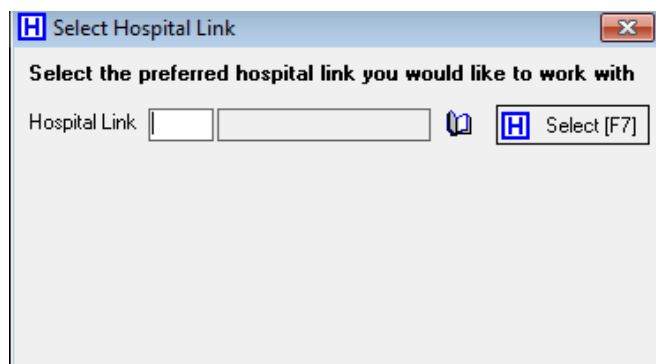 H Select Hospital Link
Select the preferred hospital link you would like to work with
Hospital Link H Select [F7]